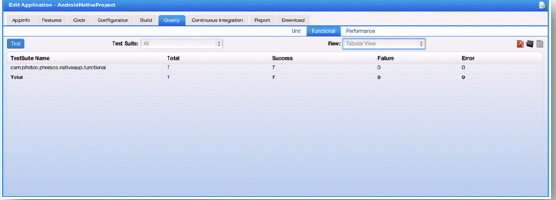 Edit Application - AndroidNativeProject
AppInfo Features Code Configuration Build Quality Continuous Integration Report Download
Unit Functional Performance
Test Test Suite: All View: Tabular View
TestSuite Name Total Success Failure Error
com.photon.phresco.nativeapp.functional 7 7 0 0
Total 7 7 0 0